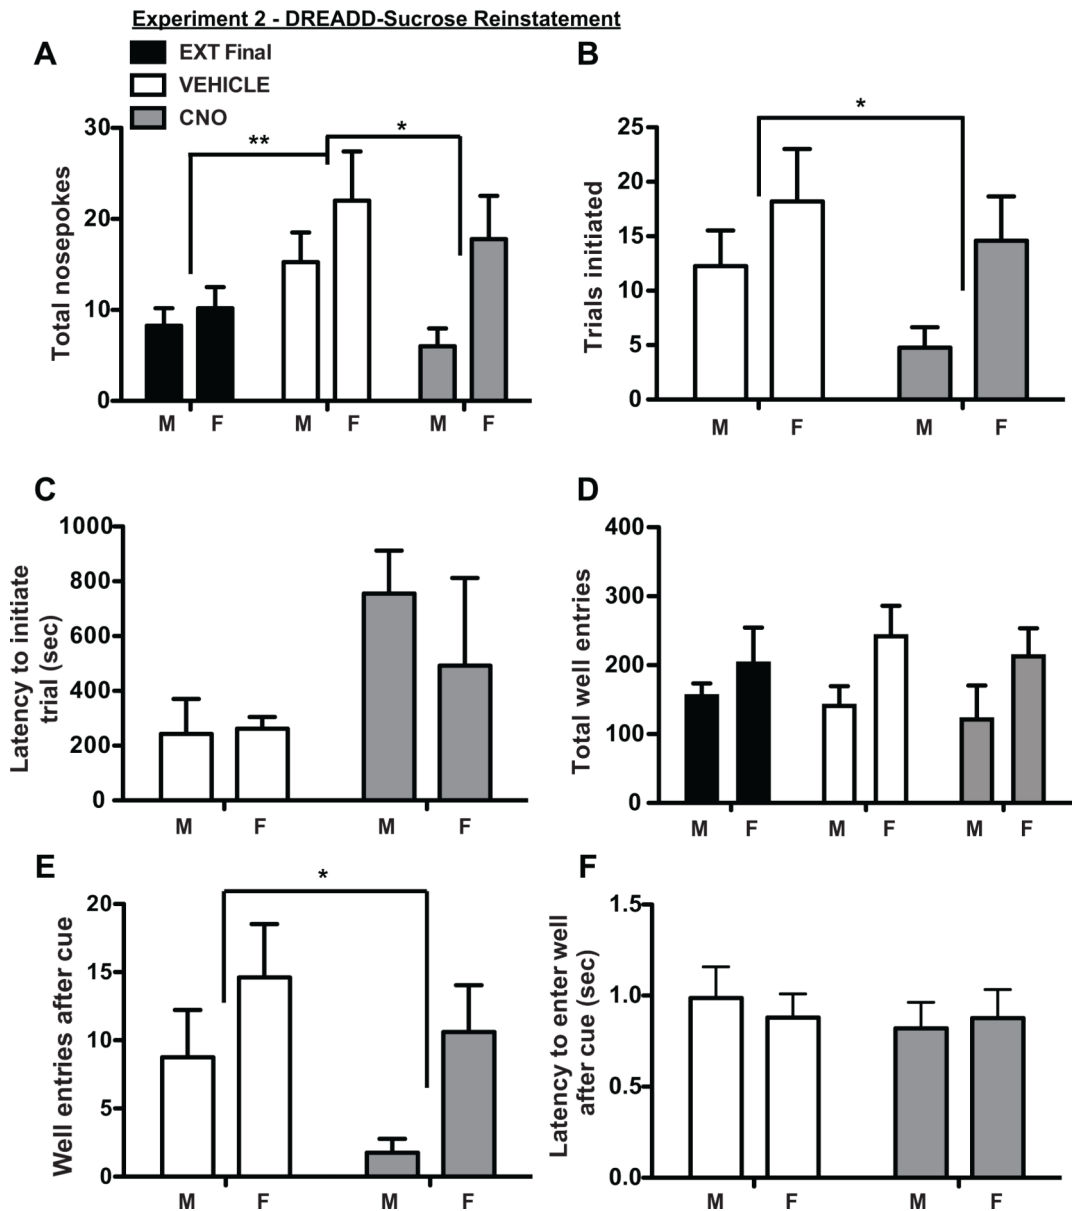 Experiment 2 - DREADD-Sucrose Reinstatement
A
EXT Final
VEHICLE
CNO
Total nosepokes
30
20
10
0
**
*
M F M F M F
B
Trials initiated
25
20
15
10
5
0
*
M F M F
C
Latency to initiate
trial (sec)
1000
800
600
400
200
0
M F M F
D
Total well entries
400
300
200
100
0
M F M F M F
E
Well entries after cue
20
15
10
5
0
*
M F M F
F
Latency to enter well
after cue (sec)
1.5
1.0
0.5
0.0
M F M F